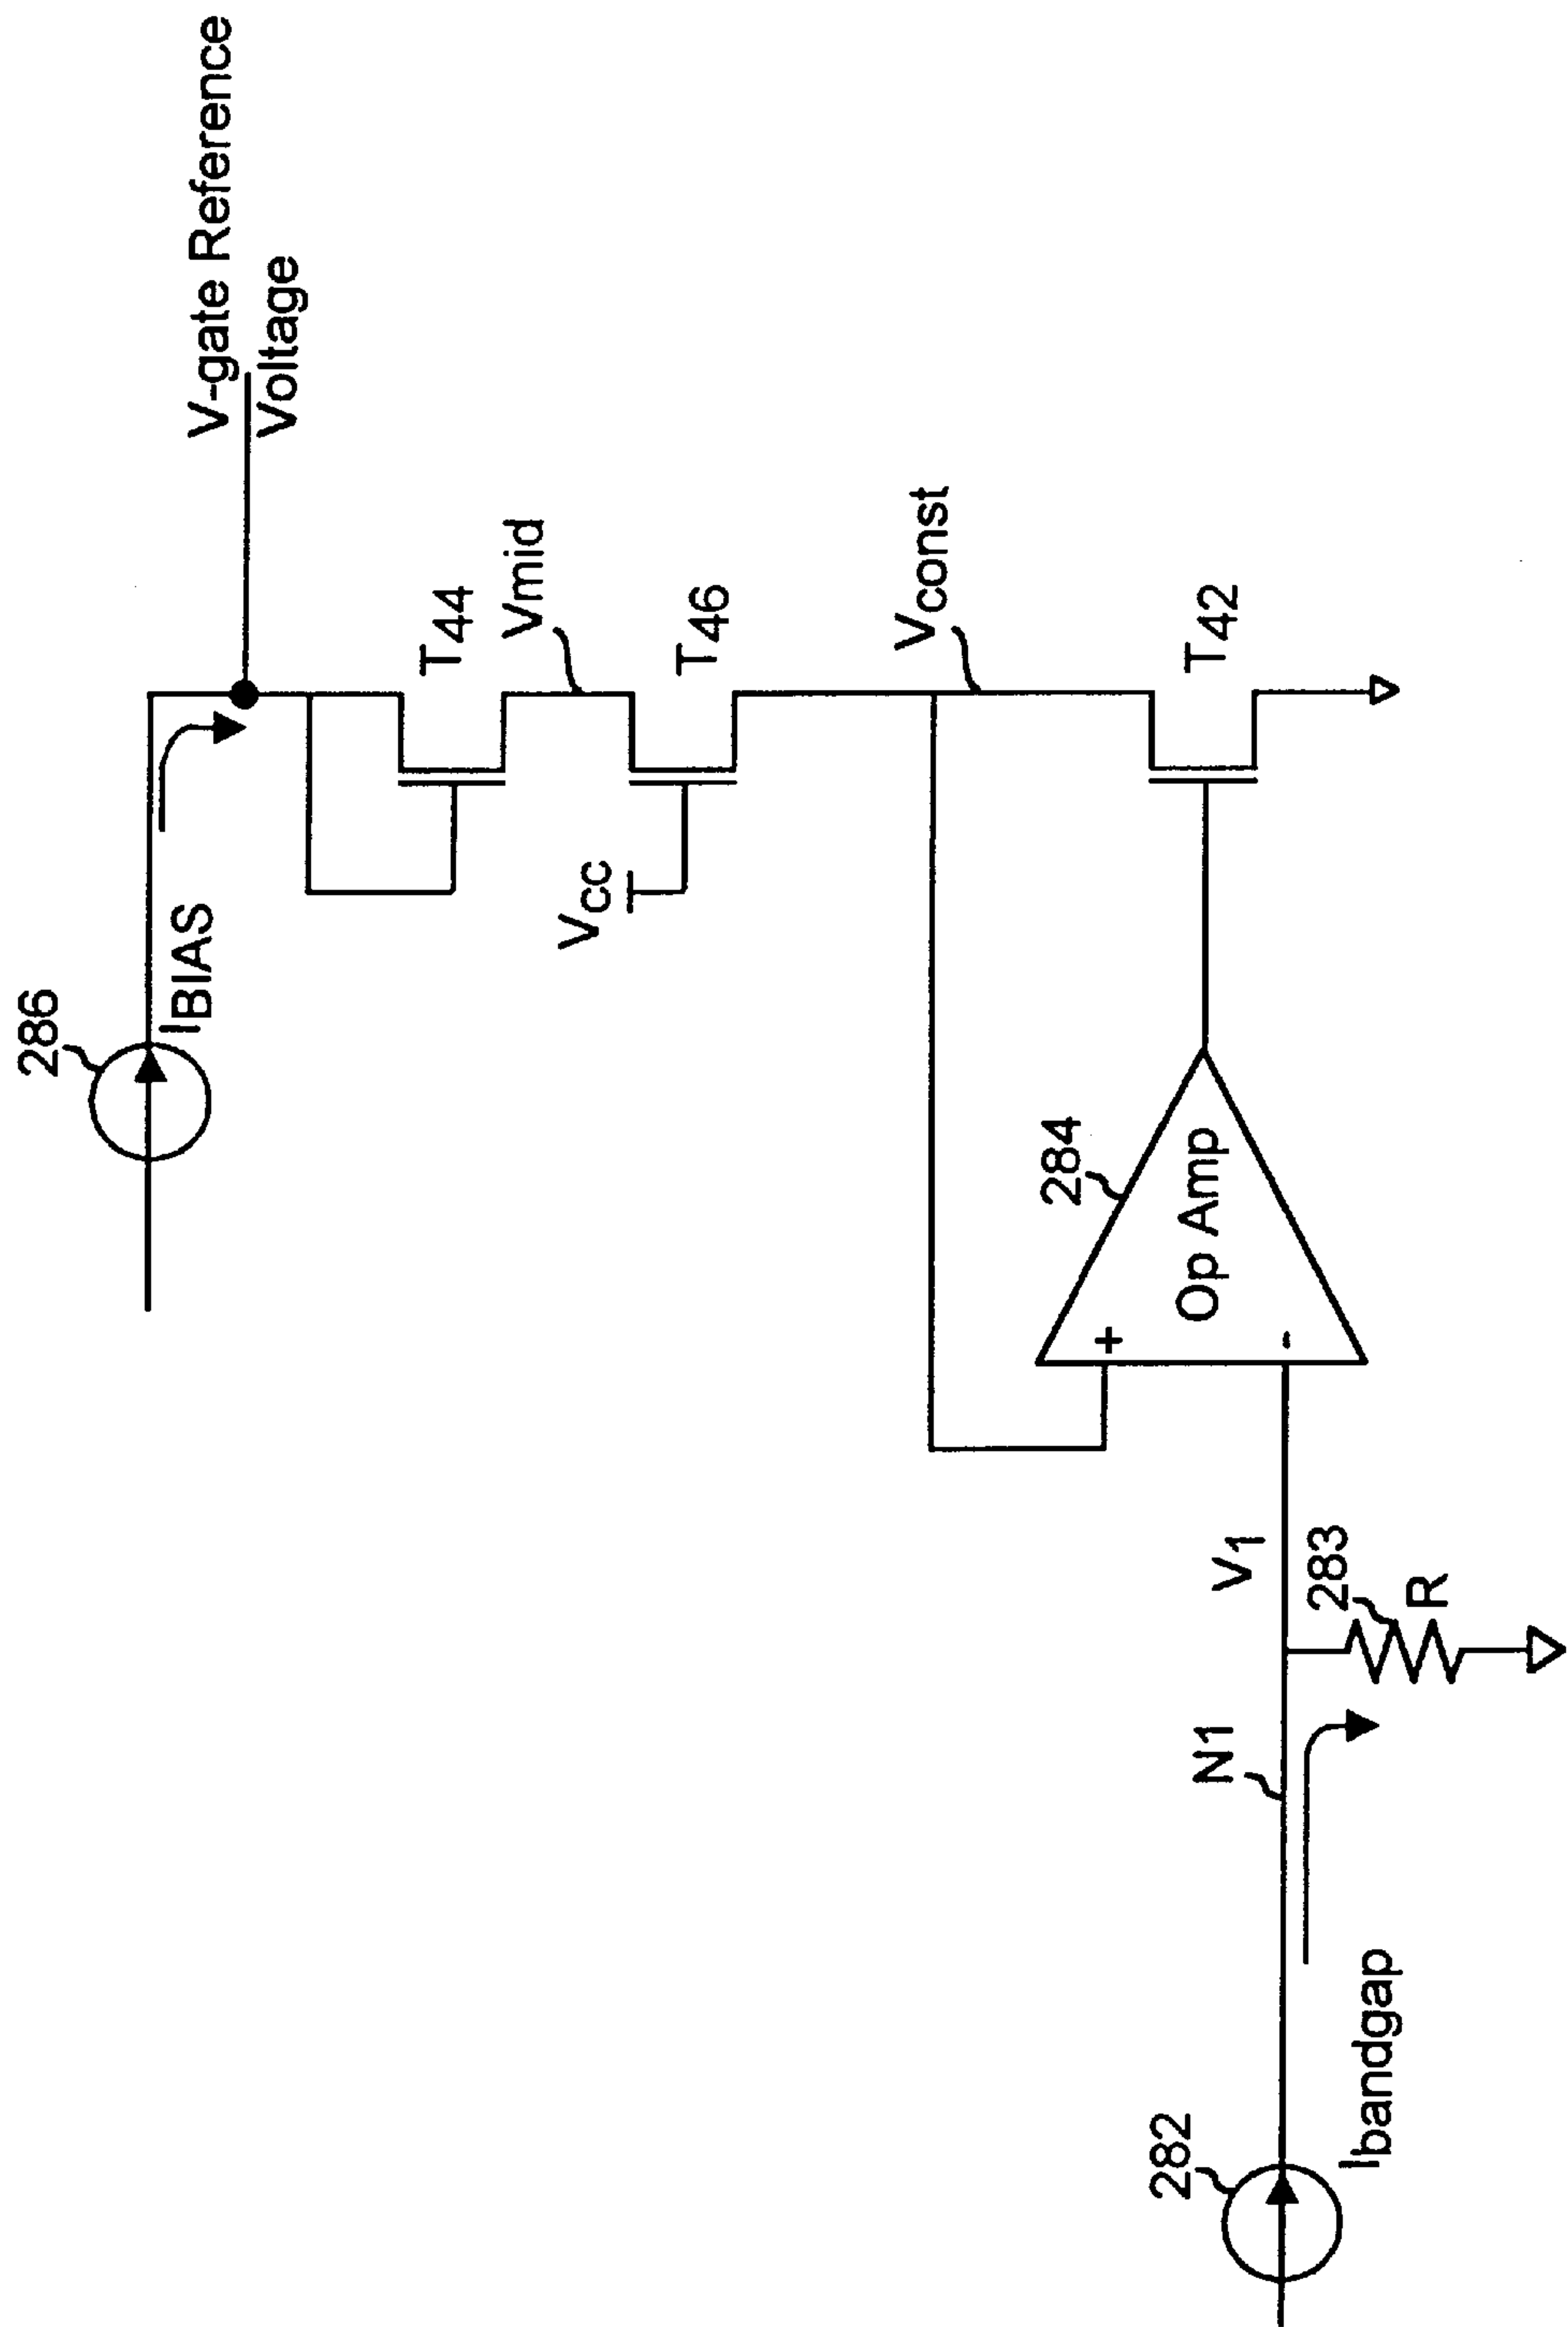 286
IBIAS
V-gate Reference
Voltage
T44
Vmid
VCC
T46
Vconst
284
+
Op Amp
-
T42
V1
283
R
N1
282
Ibandgap